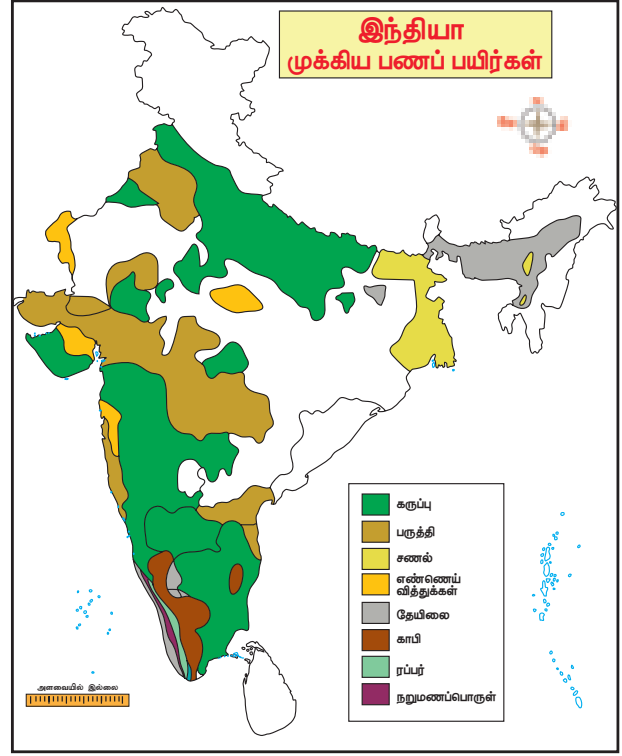 இந்தியா
முக்கிய பணப் பயிர்கள்
கருப்பு
பருத்தி
சணல்
எண்ணெய்
வித்துக்கள்
தேயிலை
காபி
ரப்பர்
நறுமணப்பொருள்
அளவையில் இல்லை